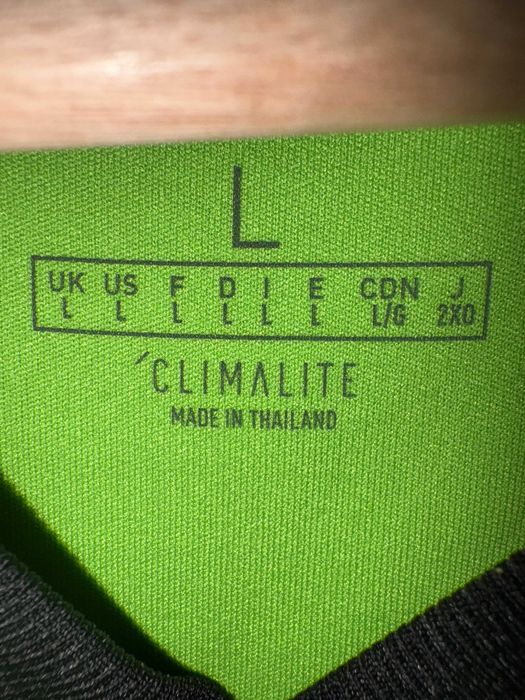 L
UK US F D I E CDN J
L L L L L L L/G 2XO
´CLIMALITE
MADE IN THAILAND